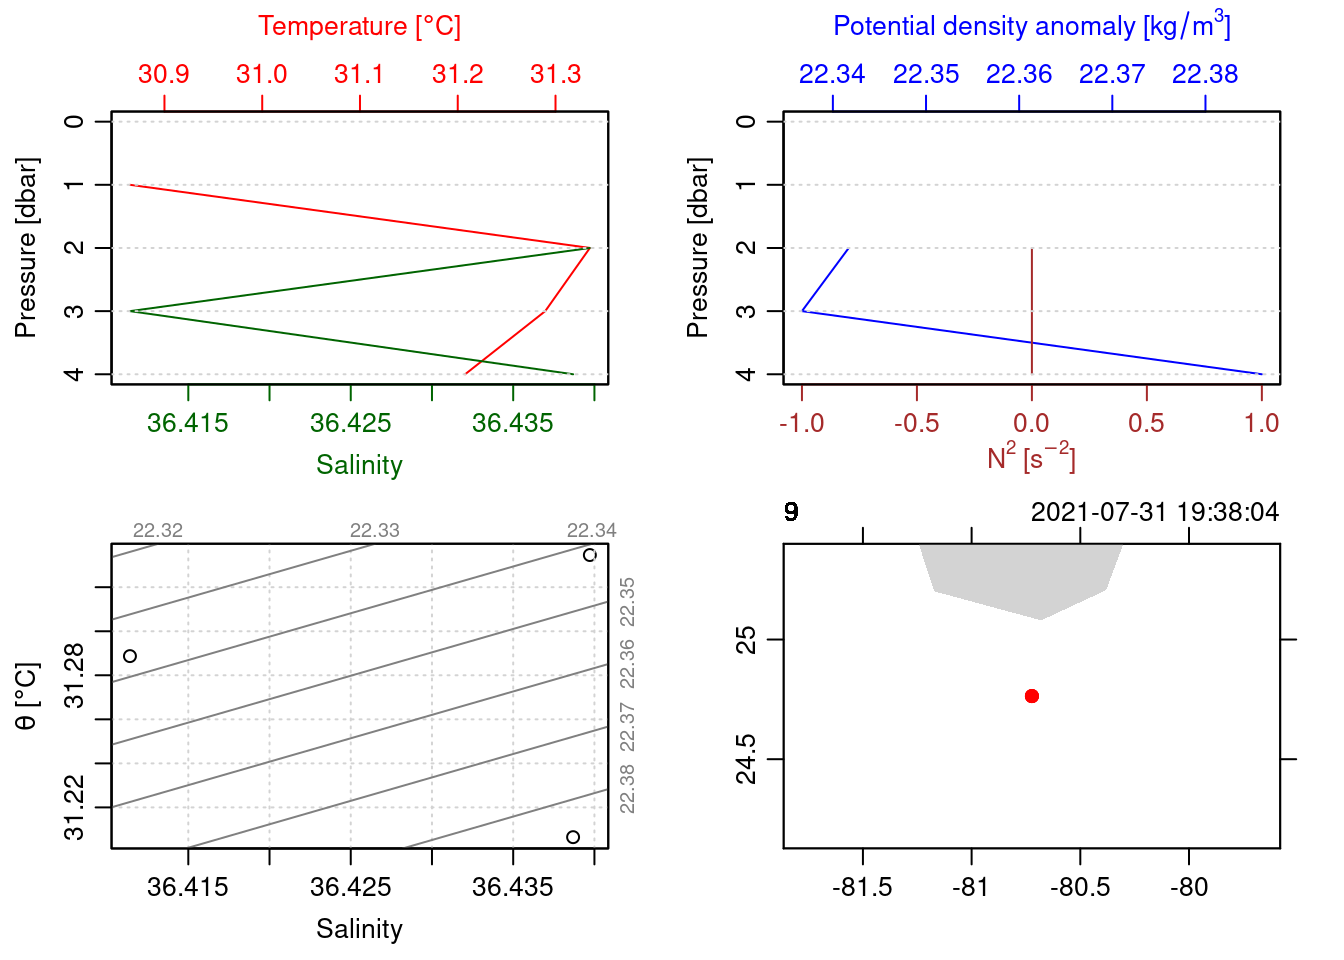 Temperature [°C]
30.9 31.0 31.1 31.2 31.3
0
1
2
3
4
Pressure [dbar]
36.415 36.425 36.435
Salinity
Potential density anomaly [kg/m³]
22.34 22.35 22.36 22.37 22.38
0
1
2
3
4
Pressure [dbar]
-1.0 -0.5 0.0 0.5 1.0
N² [s⁻²]
22.32 22.33 22.34
22.35
22.36
22.37
22.38
31.28
31.22
θ [°C]
36.415 36.425 36.435
Salinity
2021-07-31 19:38:04
25
24.5
-81.5 -81 -80.5 -80